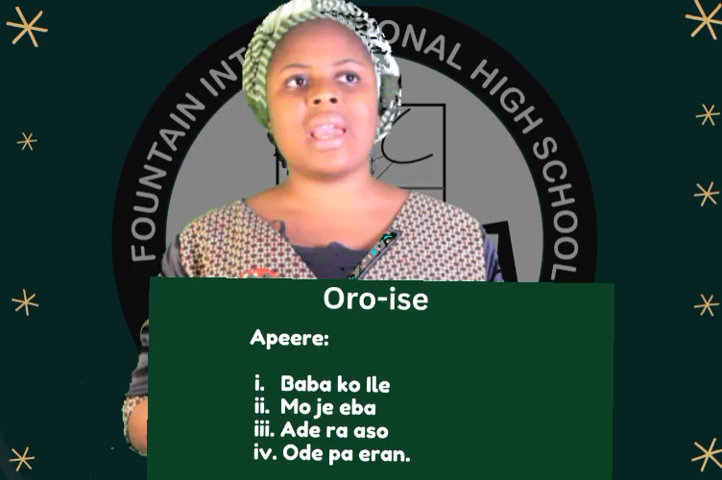 FOUNTAIN INT ONAL HIGH SCHOOL
Oro-ise
Apeere:
i. Baba ko Ile
ii. Mo je eba
iii. Ade ra aso
iv. Ode pa eran.